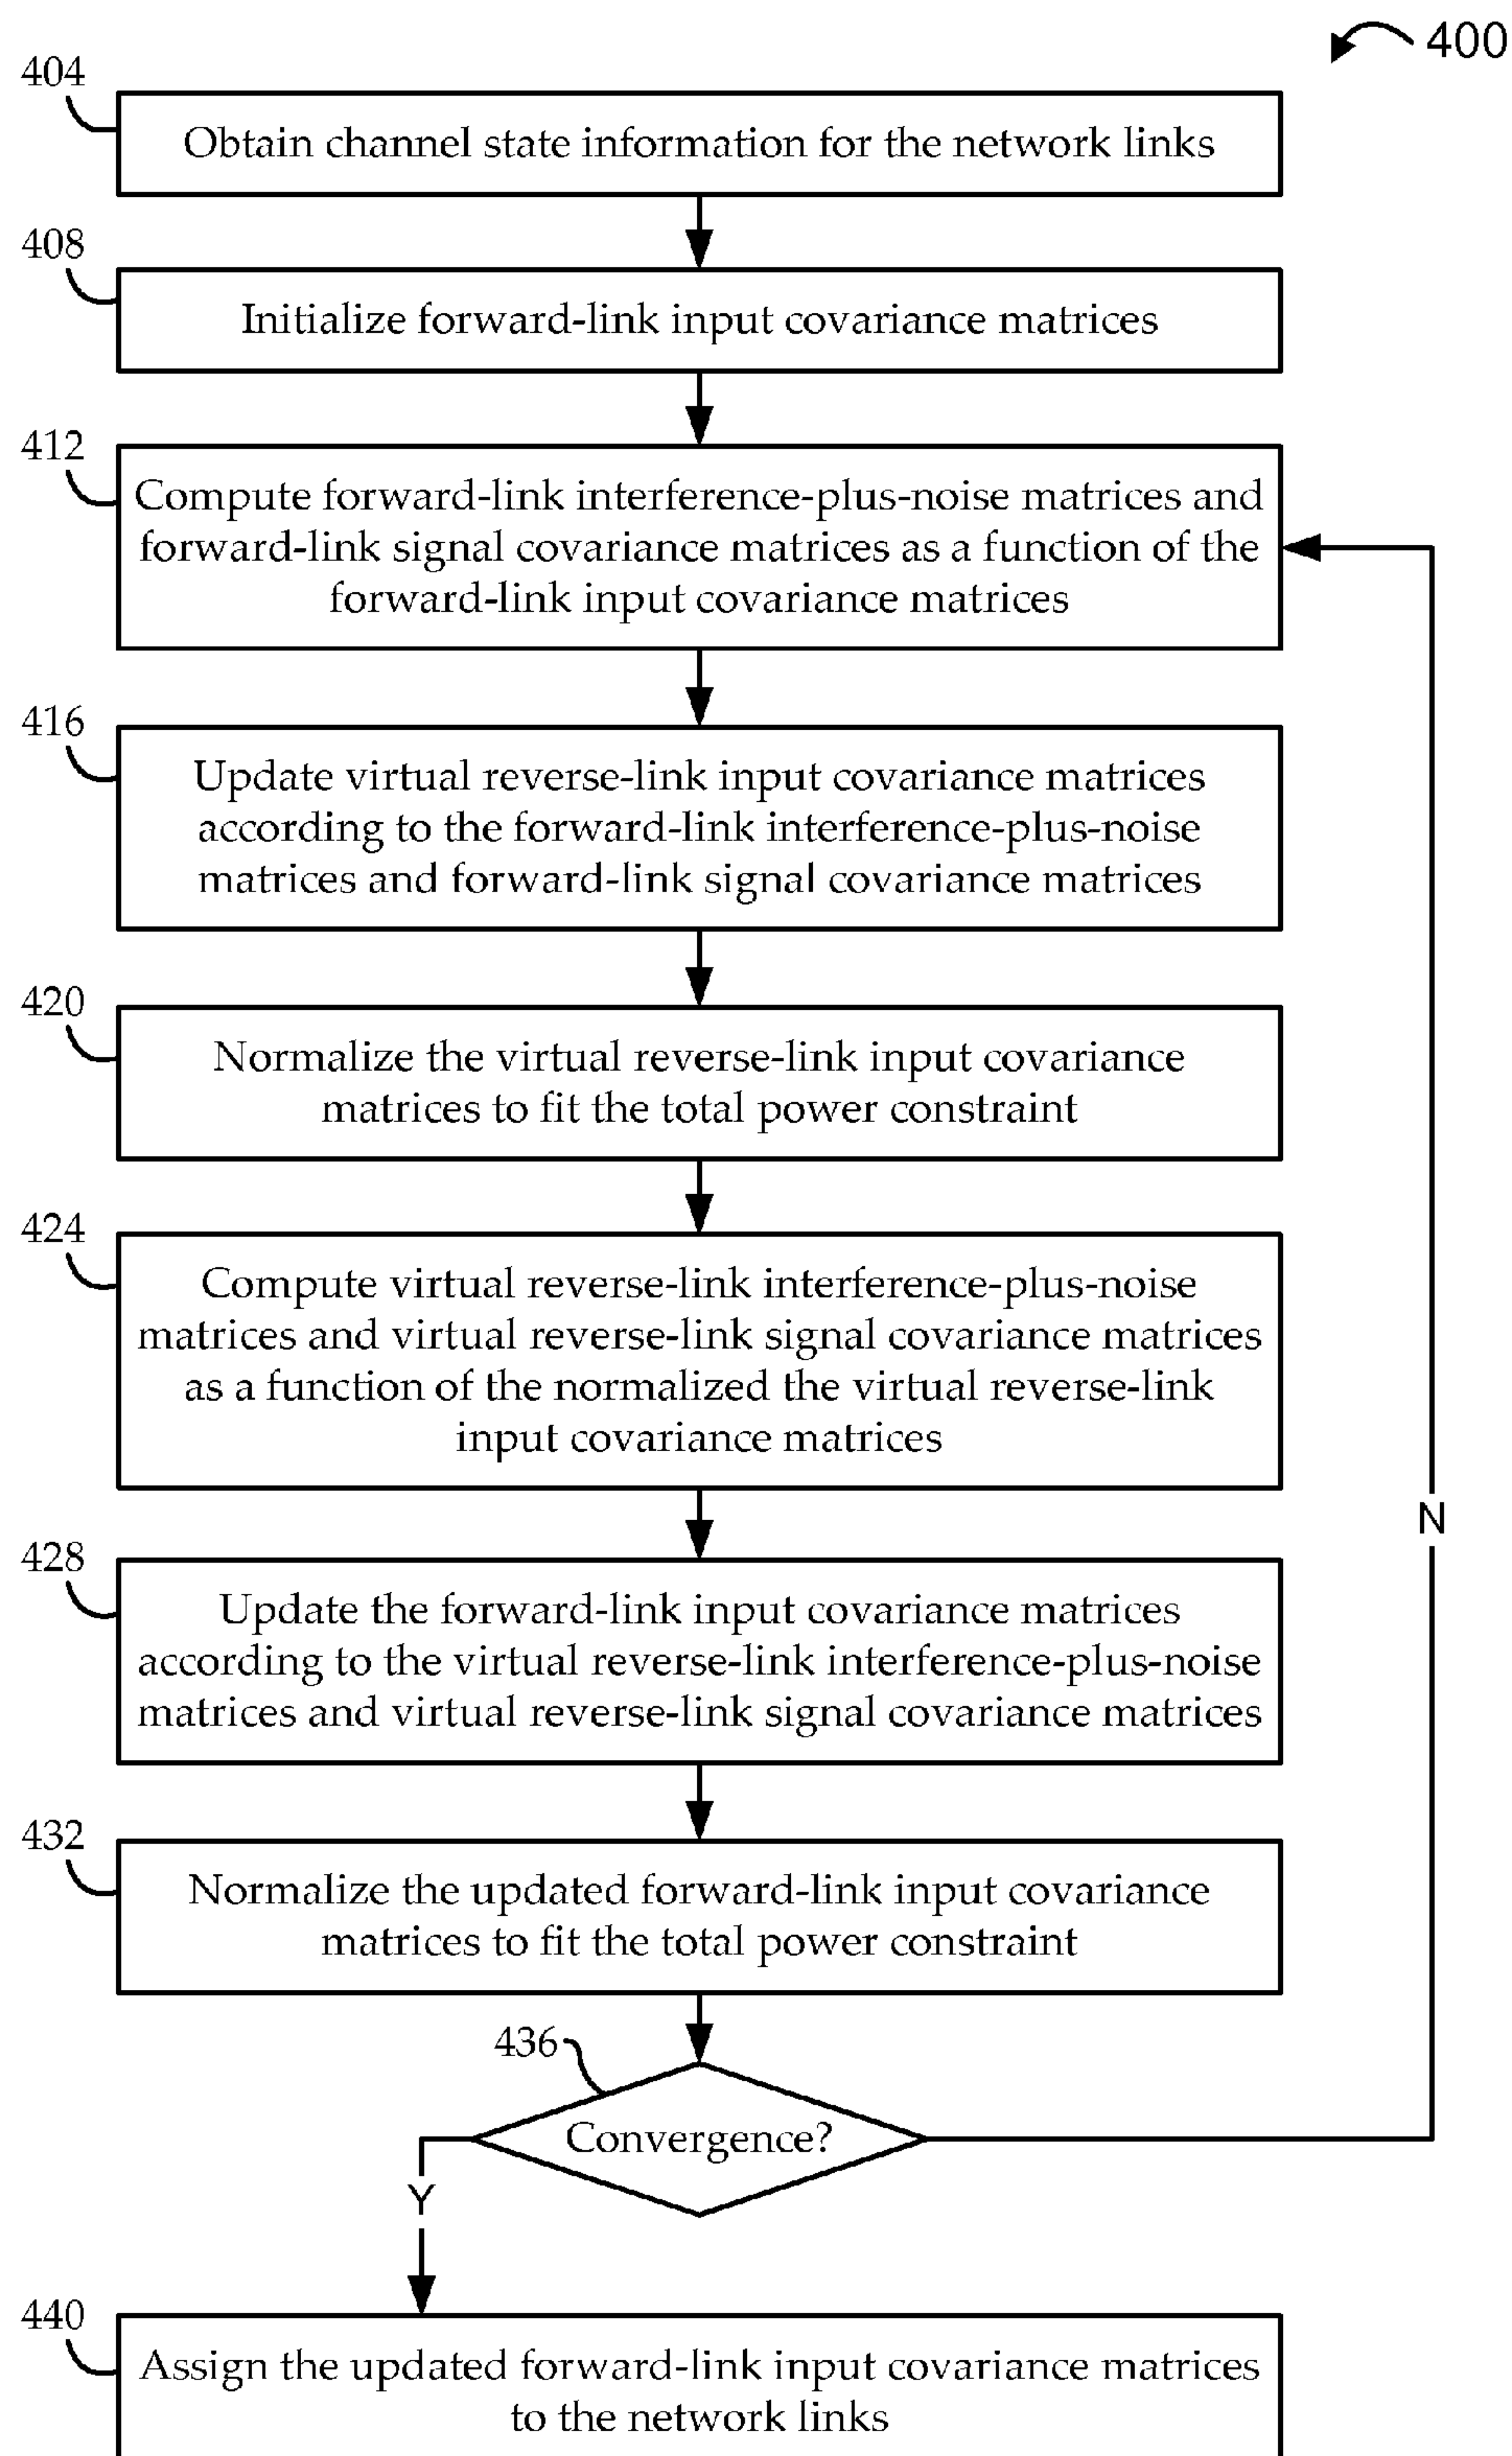 400
404
Obtain channel state information for the network links
408
Initialize forward-link input covariance matrices
412
Compute forward-link interference-plus-noise matrices and
forward-link signal covariance matrices as a function of the
forward-link input covariance matrices
416
Update virtual reverse-link input covariance matrices
according to the forward-link interference-plus-noise
matrices and forward-link signal covariance matrices
420
Normalize the virtual reverse-link input covariance
matrices to fit the total power constraint
424
Compute virtual reverse-link interference-plus-noise
matrices and virtual reverse-link signal covariance matrices
as a function of the normalized the virtual reverse-link
input covariance matrices
N
428
Update the forward-link input covariance matrices
according to the virtual reverse-link interference-plus-noise
matrices and virtual reverse-link signal covariance matrices
432
Normalize the updated forward-link input covariance
matrices to fit the total power constraint
436
Convergence?
Y
440
Assign the updated forward-link input covariance matrices
to the network links